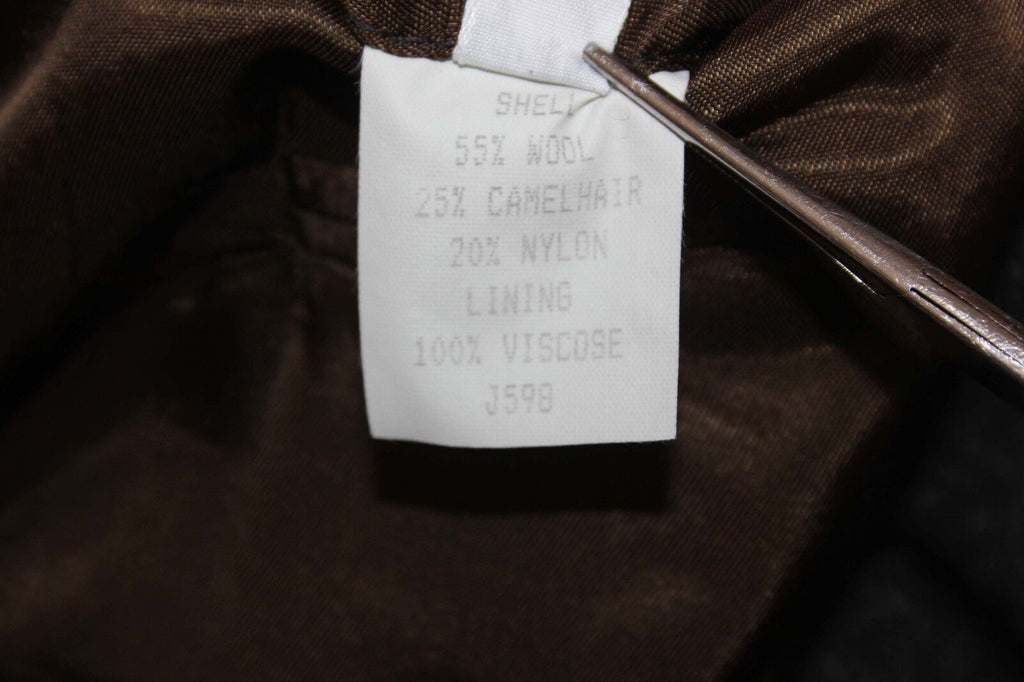 SHELL
55% WOOL
25% CAMELHAIR
20% NYLON
LINING
100% VISCOSE
J598